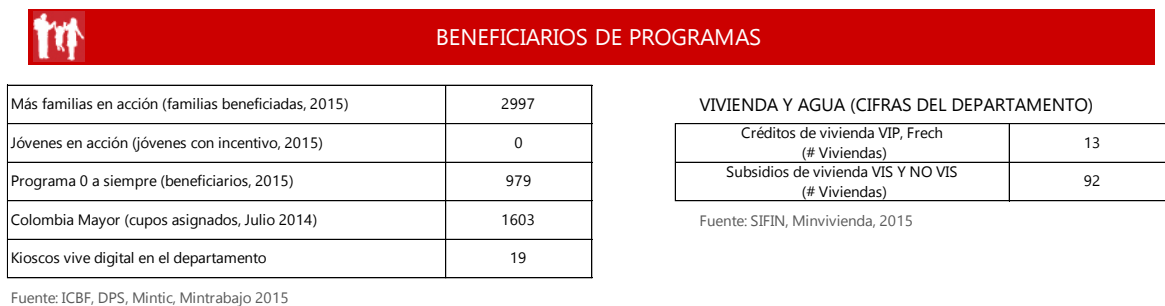 BENEFICIARIOS DE PROGRAMAS
Más familias en acción (familias beneficiadas, 2015) 2997
Jóvenes en acción (jóvenes con incentivo, 2015) 0
Programa 0 a siempre (beneficiarios, 2015) 979
Colombia Mayor (cupos asignados, Julio 2014) 1603
Kioscos vive digital en el departamento 19
Fuente: ICBF, DPS, Mintic, Mintrabajo 2015
VIVIENDA Y AGUA (CIFRAS DEL DEPARTAMENTO)
Créditos de vivienda VIP, Frech
(# Viviendas) 13
Subsidios de vivienda VIS Y NO VIS
(# Viviendas) 92
Fuente: SIFIN, Minvivienda, 2015